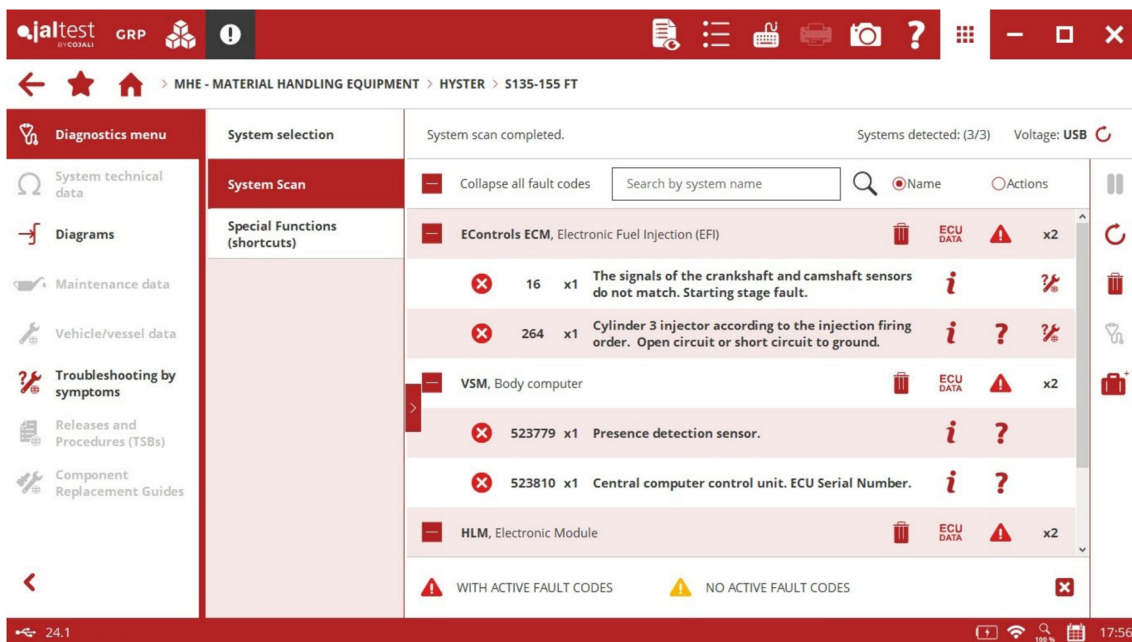 jaltest
BY COJALI
GRP
MHE - MATERIAL HANDLING EQUIPMENT > HYSTER > S135-155 FT
Diagnostics menu
System technical
data
Diagrams
Maintenance data
Vehicle/vessel data
Troubleshooting by
symptoms
Releases and
Procedures (TSBs)
Component
Replacement Guides
System selection
System Scan
Special Functions
(shortcuts)
System scan completed.
Systems detected: (3/3)
Voltage: USB
Collapse all fault codes
Search by system name
Name
Actions
EControls ECM, Electronic Fuel Injection (EFI)
ECU
DATA
x2
16 x1 The signals of the crankshaft and camshaft sensors
do not match. Starting stage fault.
264 x1 Cylinder 3 injector according to the injection firing
order. Open circuit or short circuit to ground.
VSM, Body computer
ECU
DATA
x2
523779 x1 Presence detection sensor.
523810 x1 Central computer control unit. ECU Serial Number.
HLM, Electronic Module
ECU
DATA
x2
WITH ACTIVE FAULT CODES
NO ACTIVE FAULT CODES
24.1
100 %
17:56